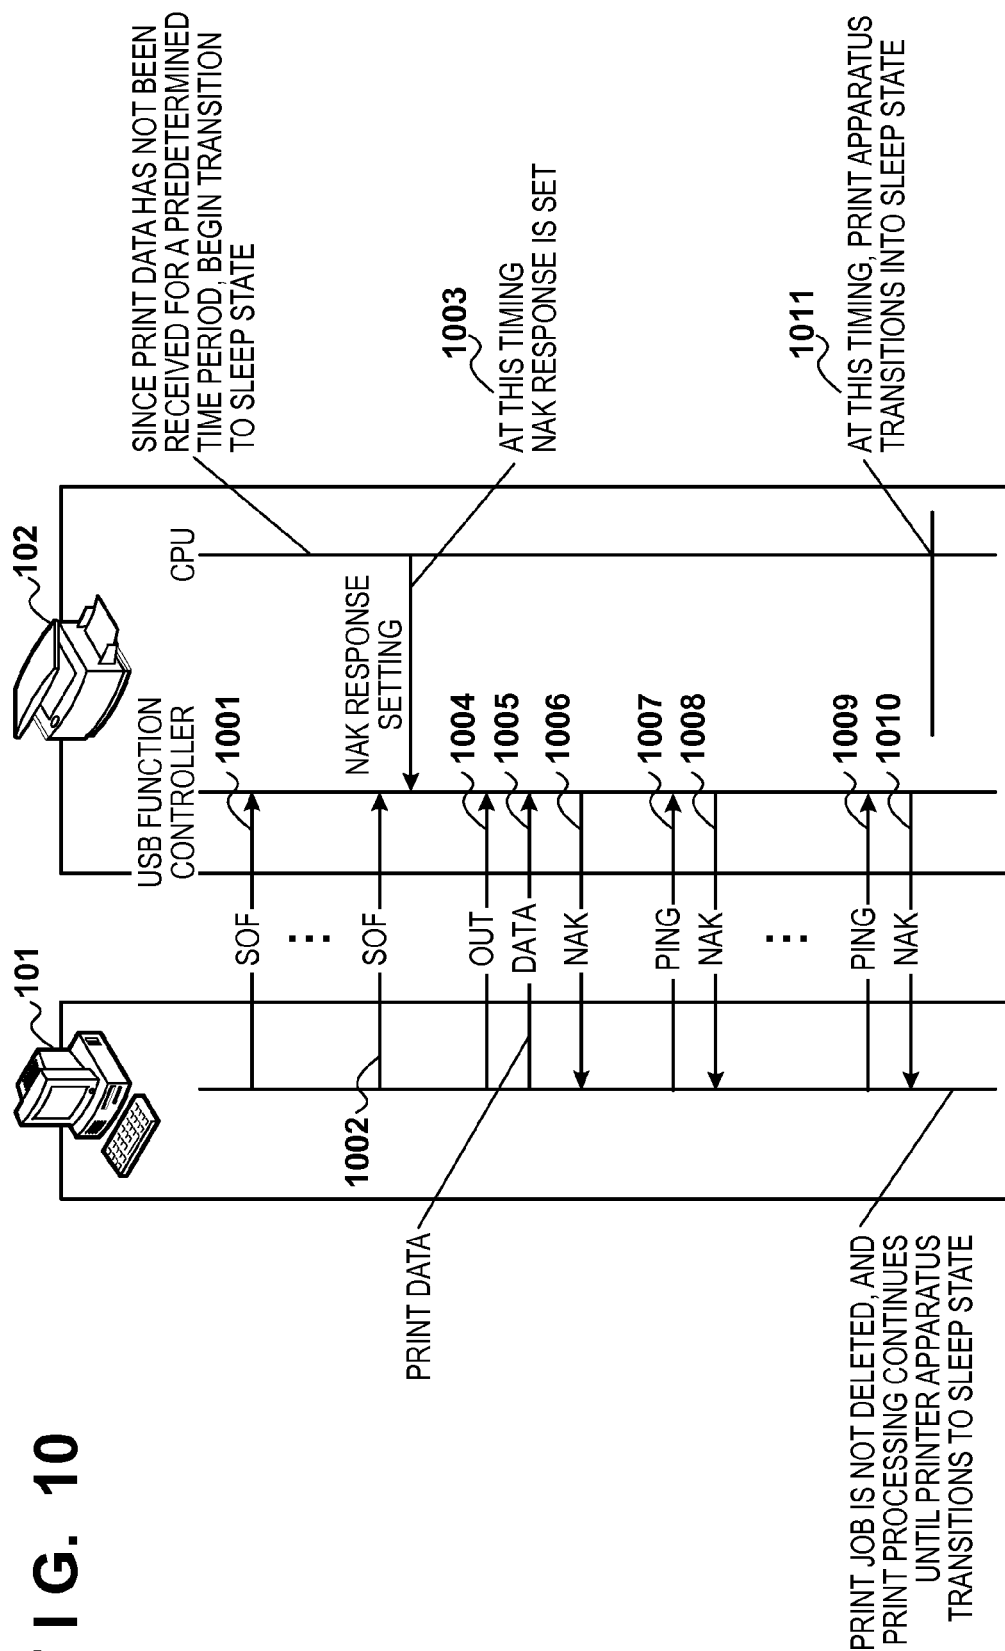 I G. 10
101
102
USB FUNCTION
CONTROLLER
CPU
SINCE PRINT DATA HAS NOT BEEN
RECEIVED FOR A PREDETERMINED
TIME PERIOD, BEGIN TRANSITION
TO SLEEP STATE
SOF
1001
⋮
SOF
1002
NAK RESPONSE
SETTING
1003
AT THIS TIMING
NAK RESPONSE IS SET
PRINT DATA
OUT
1004
DATA
1005
NAK
1006
PING
1007
NAK
1008
⋮
PING
1009
NAK
1010
1011
AT THIS TIMING, PRINT APPARATUS
TRANSITIONS INTO SLEEP STATE
PRINT JOB IS NOT DELETED, AND
PRINT PROCESSING CONTINUES
UNTIL PRINTER APPARATUS
TRANSITIONS TO SLEEP STATE